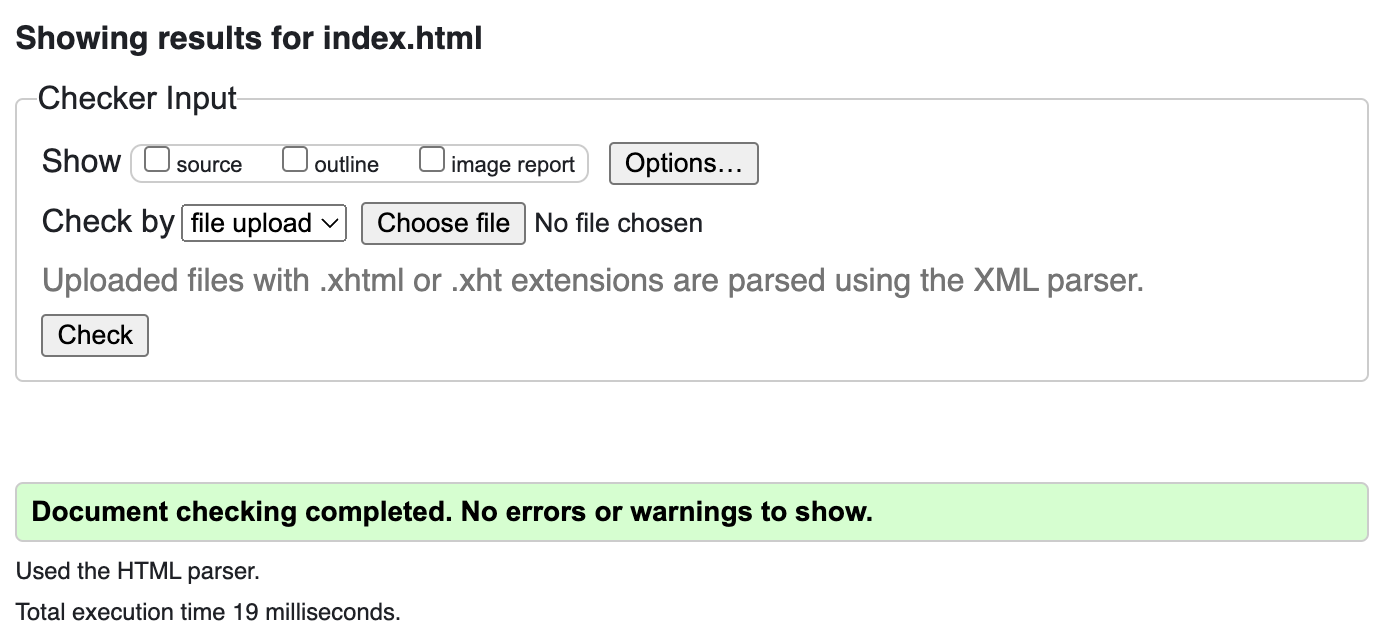 Showing results for index.html
Checker Input
Show source outline image report Options…
Check by file upload Choose file No file chosen
Uploaded files with .xhtml or .xht extensions are parsed using the XML parser.
Check
Document checking completed. No errors or warnings to show.
Used the HTML parser.
Total execution time 19 milliseconds.